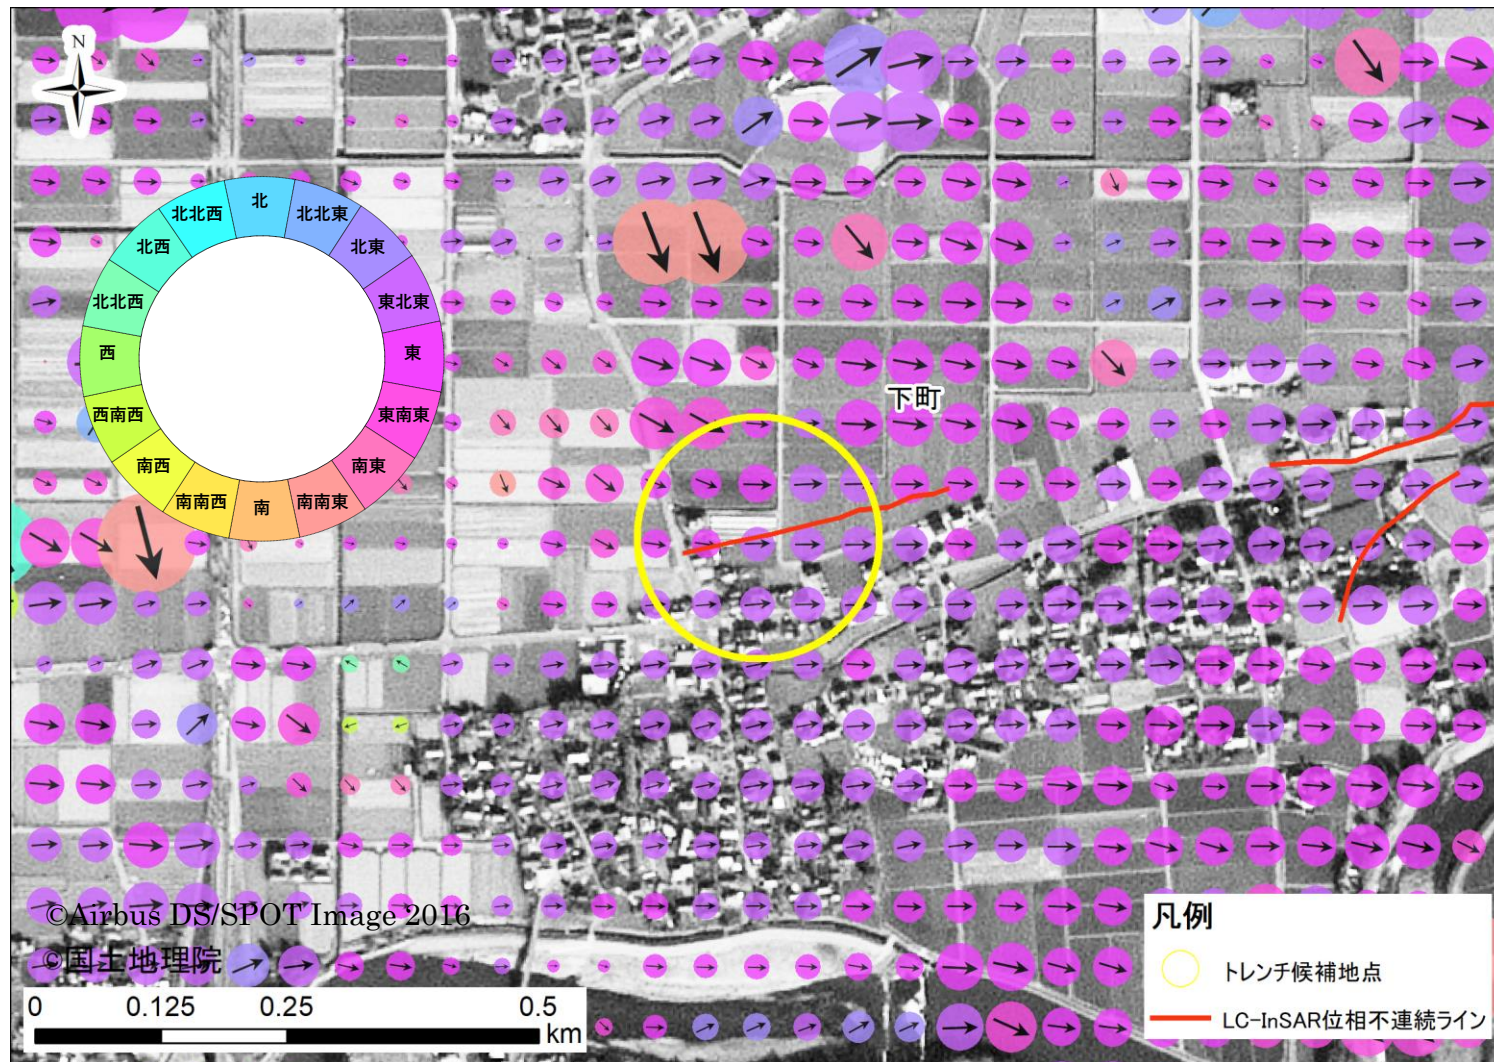 N
北
北北東
北東
東北東
東
東南東
南東
南南東
南
南南西
南西
西南西
西
北北西
北西
北北西
下町
©Airbus DS/SPOT Image 2016
©国土地理院
0 0.125 0.25 0.5
km
凡例
トレンチ候補地点
LC-InSAR位相不連続ライン